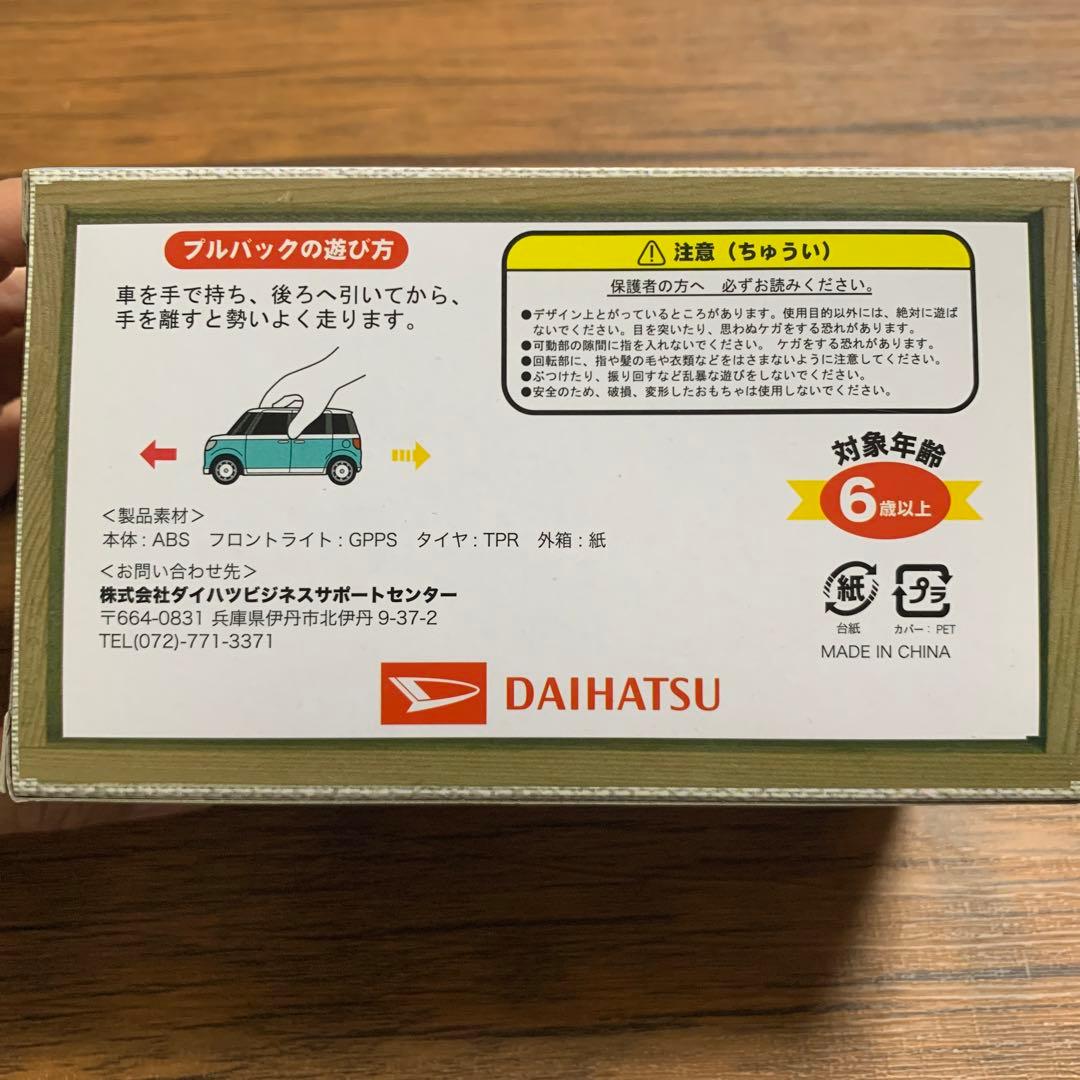 プルバックの遊び方
車を手で持ち、後ろへ引いてから、
手を離すと勢いよく走ります。
<製品素材>
本体 : ABS　フロントライト : GPPS　タイヤ : TPR　外箱 : 紙
<お問い合わせ先>
株式会社ダイハツビジネスサポートセンター
〒664-0831 兵庫県伊丹市北伊丹 9-37-2
TEL(072)-771-3371
注意（ちゅうい）
保護者の方へ　必ずお読みください。
●デザイン上とがっているところがあります。使用目的以外には、絶対に遊ば
ないでください。目を突いたり、思わぬケガをする恐れがあります。
●可動部の隙間に指を入れないでください。 ケガをする恐れがあります。
●回転部に、指や髪の毛や衣類などをはさまないように注意してください。
●ぶつけたり、振り回すなど乱暴な遊びをしないでください。
●安全のため、破損、変形したおもちゃは使用しないでください。
対象年齢
6歳以上
紙
プラ
台紙
カバー : PET
MADE IN CHINA
DAIHATSU